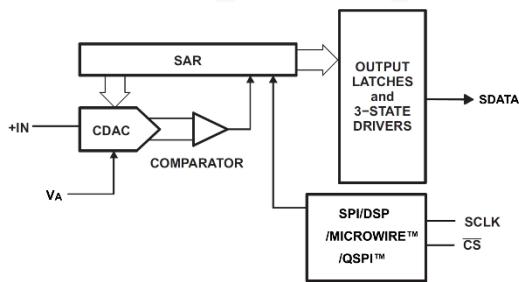 SAR
OUTPUT
LATCHES
and
3−STATE
DRIVERS
SDATA
+IN
CDAC
COMPARATOR
VA
SPI/DSP
/MICROWIRE™
/QSPI™
SCLK
CS